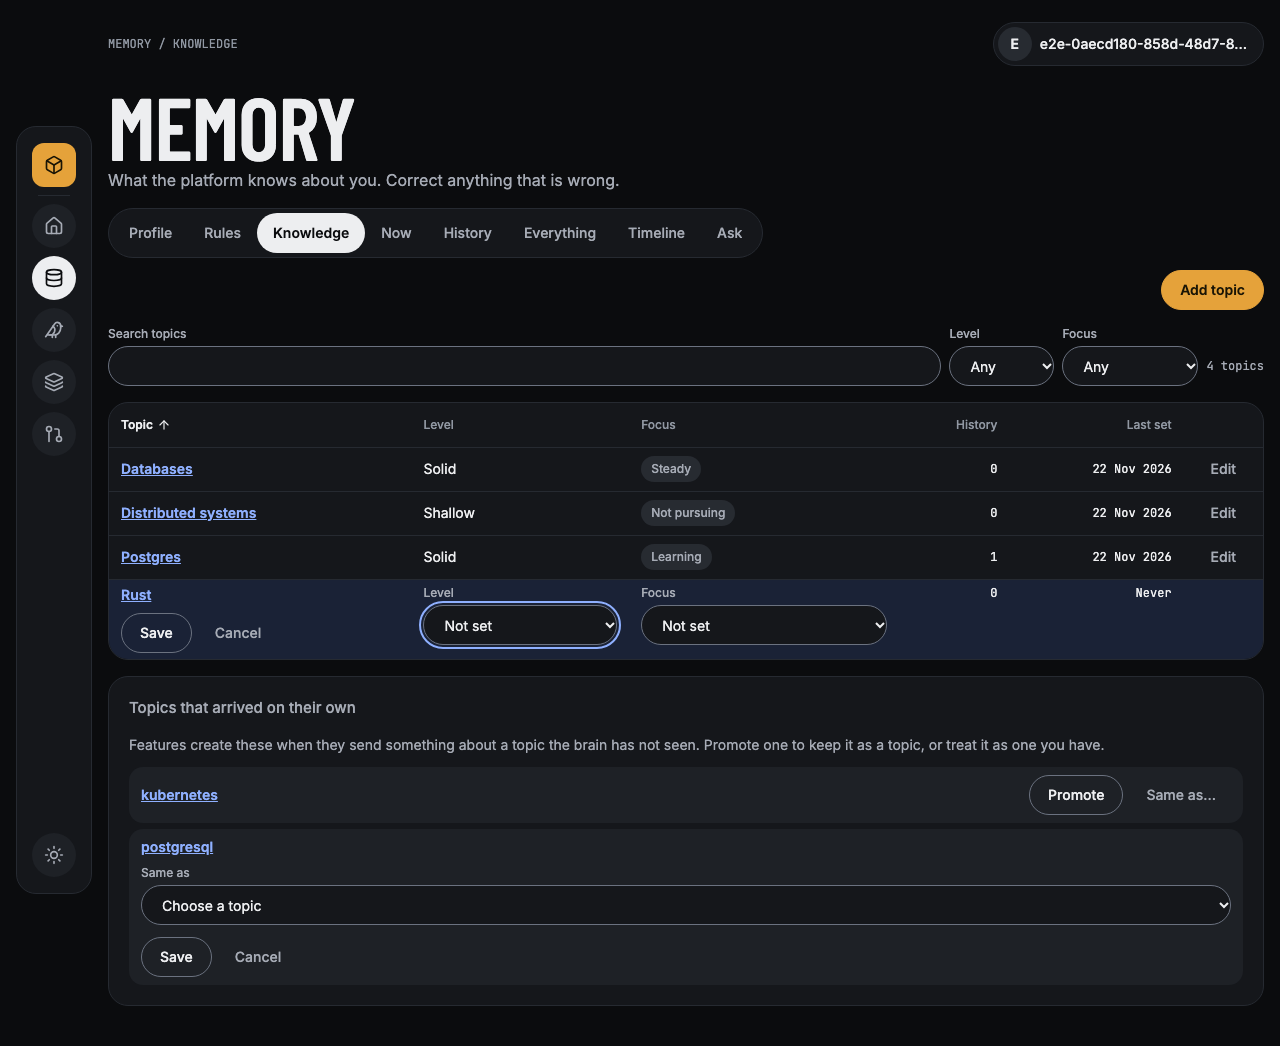 MEMORY / KNOWLEDGE
E e2e-0aecd180-858d-48d7-8...
MEMORY
What the platform knows about you. Correct anything that is wrong.
Profile Rules Knowledge Now History Everything Timeline Ask
Add topic
Search topics Level Focus
Any Any 4 topics
Topic ↑ Level Focus History Last set
Databases Solid Steady 0 22 Nov 2026 Edit
Distributed systems Shallow Not pursuing 0 22 Nov 2026 Edit
Postgres Solid Learning 1 22 Nov 2026 Edit
Rust Level Focus 0 Never
Save Cancel Not set Not set
Topics that arrived on their own
Features create these when they send something about a topic the brain has not seen. Promote one to keep it as a topic, or treat it as one you have.
kubernetes Promote Same as...
postgresql
Same as
Choose a topic
Save Cancel